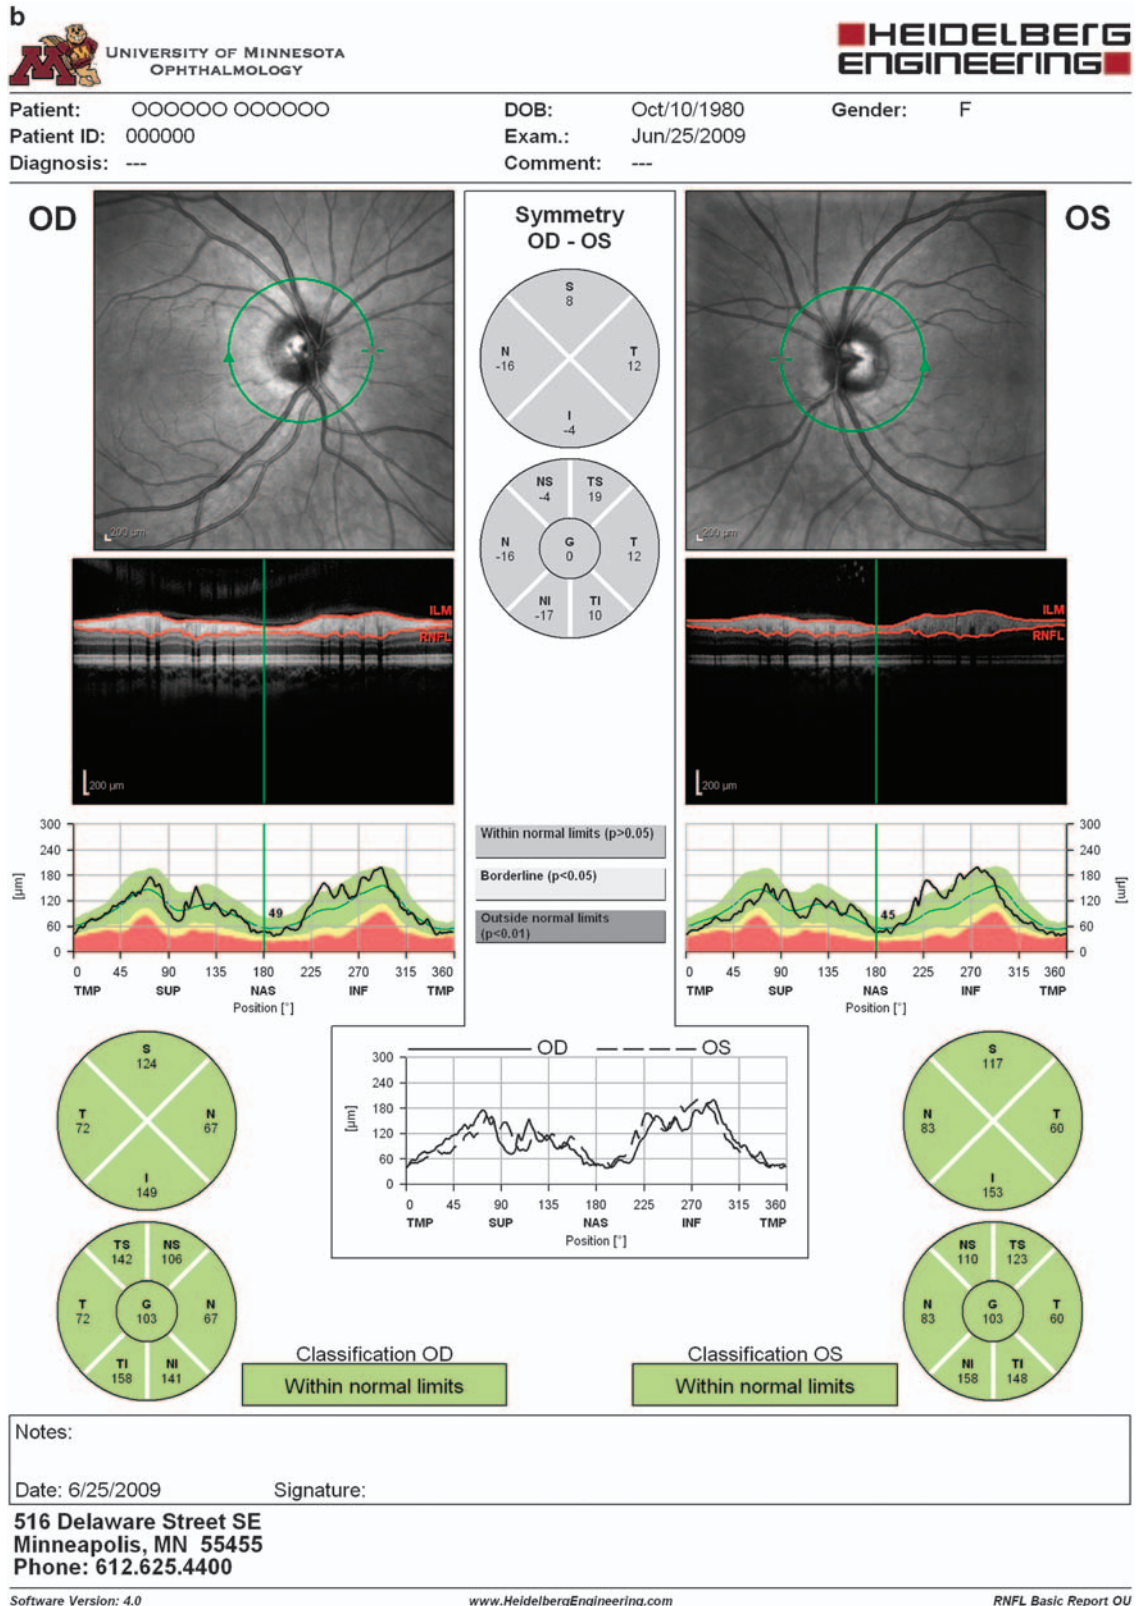 b
UNIVERSITY OF MINNESOTA
OPHTHALMOLOGY
HEIDELBERG
ENGINEERING
Patient: OOOOOO OOOOOO DOB: Oct/10/1980 Gender: F
Patient ID: 000000 Exam.: Jun/25/2009
Diagnosis: --- Comment: ---
OD
200 µm
Symmetry
OD - OS
S
8
N
-16
T
12
I
-4
NS
-4
TS
19
N
-16
G
0
T
12
NI
-17
TI
10
OS
200 µm
ILM
RNFL
200 µm
ILM
RNFL
200 µm
300
240
180
120
60
0
[µm]
49
0 45 90 135 180 225 270 315 360
TMP SUP NAS INF TMP
Position [°]
Within normal limits (p>0.05)
Borderline (p<0.05)
Outside normal limits
(p<0.01)
300
240
180
120
60
0
[µm]
45
0 45 90 135 180 225 270 315 360
TMP SUP NAS INF TMP
Position [°]
S
124
T
72
N
67
I
149
OD OS
300
240
180
120
60
0
[µm]
0 45 90 135 180 225 270 315 360
TMP SUP NAS INF TMP
Position [°]
S
117
N
83
T
60
I
153
TS
142
NS
106
T
72
G
103
N
67
TI
158
NI
141
NS
110
TS
123
N
83
G
103
T
60
NI
158
TI
148
Classification OD
Within normal limits
Classification OS
Within normal limits
Notes:
Date: 6/25/2009 Signature:
516 Delaware Street SE
Minneapolis, MN 55455
Phone: 612.625.4400
Software Version: 4.0 www.HeidelbergEngineering.com RNFL Basic Report OU